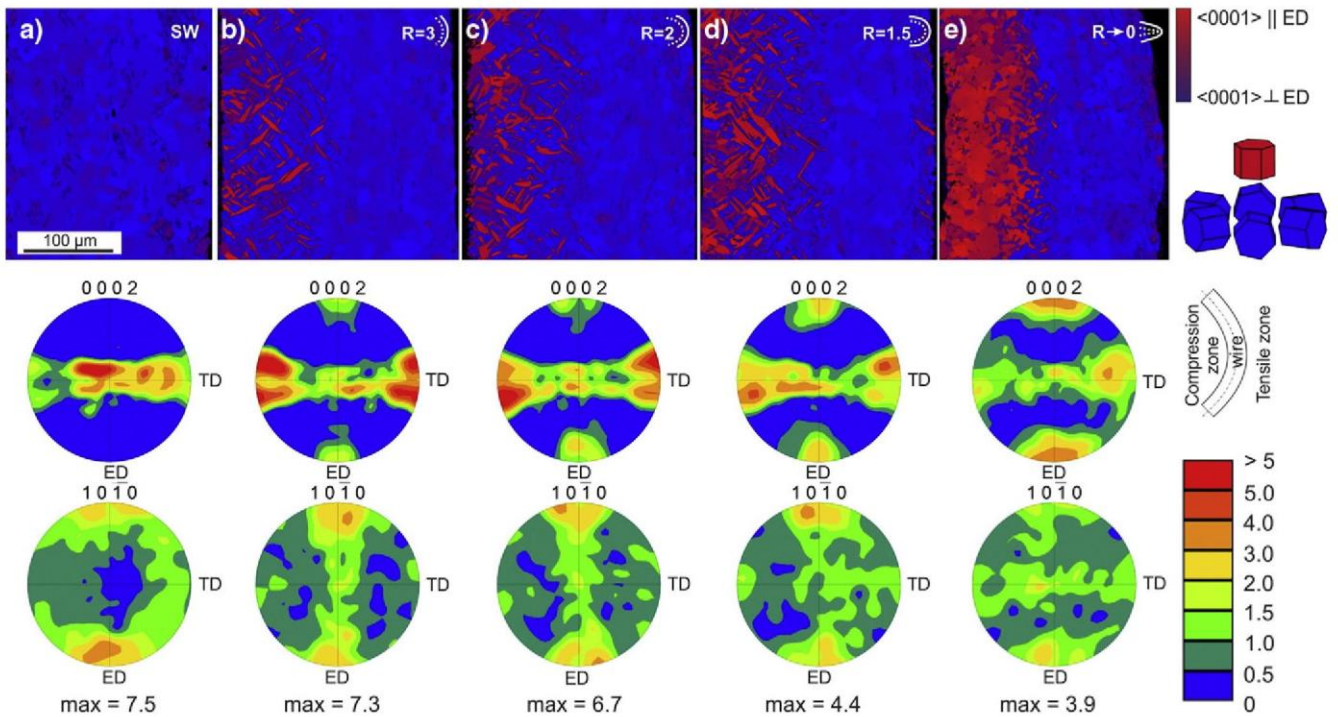 a) SW b) R=3 c) R=2 d) R=1.5 e) R→0
<0001> || ED
<0001> ⊥ ED
100 µm
0 0 0 2 0 0 0 2 0 0 0 2 0 0 0 2 0 0 0 2
TD TD TD TD TD
Compression
zone
wire
Tensile zone
ED ED ED ED ED
1 0 1̅ 0 1 0 1̅ 0 1 0 1̅ 0 1 0 1̅ 0 1 0 1̅ 0
TD TD TD TD TD
ED ED ED ED ED
max = 7.5 max = 7.3 max = 6.7 max = 4.4 max = 3.9
> 5
5.0
4.0
3.0
2.0
1.5
1.0
0.5
0